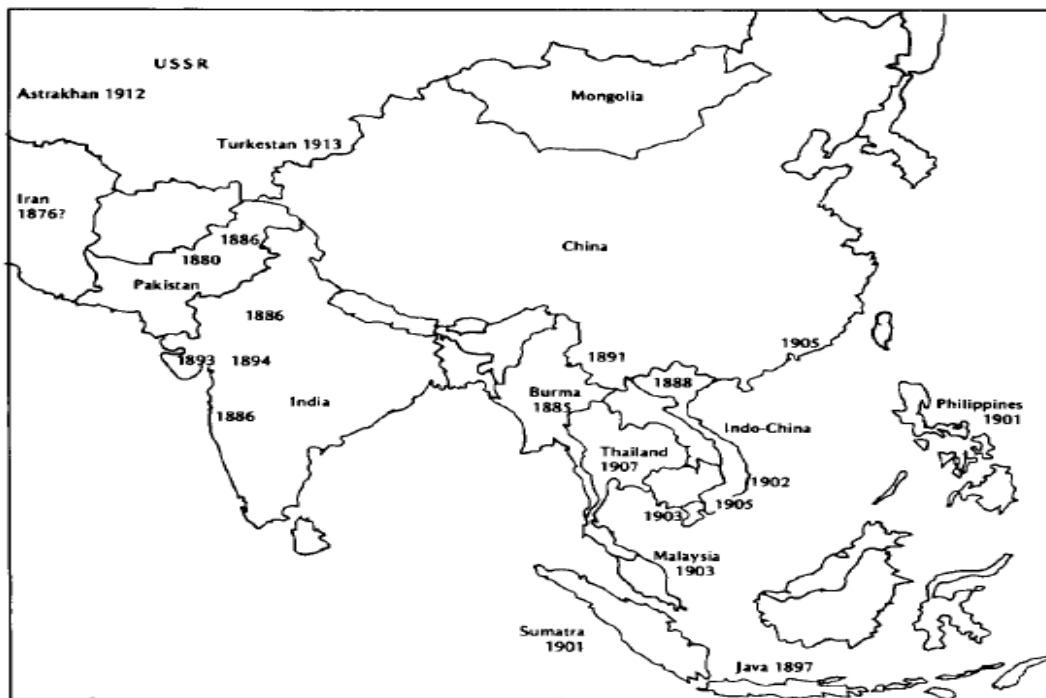 USSR
Astrakhan 1912
Mongolia
Turkestan 1913
Iran
1876?
1886
1880
China
Pakistan
1886
1893
1894
1891
1905
1888
Burma
1885
India
1886
Philippines
1901
Indo-China
Thailand
1907
1902
1905
1903
Malaysia
1903
Sumatra
1901
Java 1897